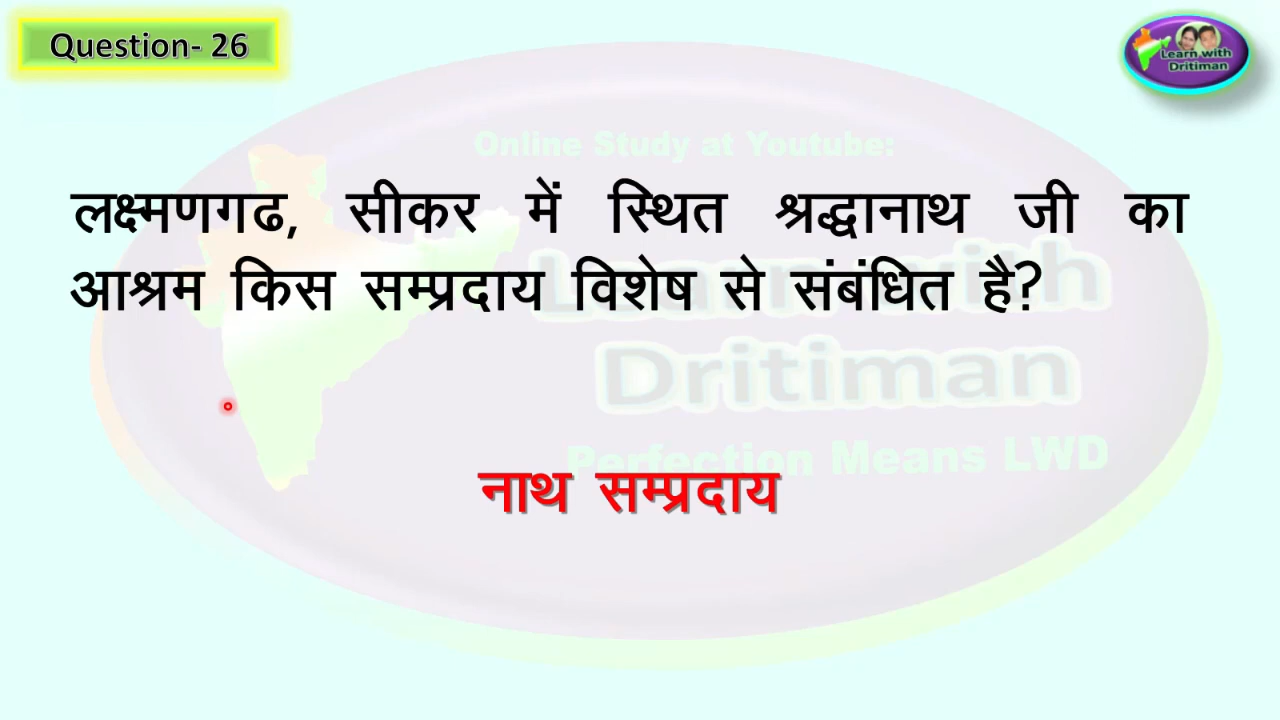 Question- 26
Learn with
Dritiman
Online Study at Youtube:
लक्ष्मणगढ, सीकर में स्थित श्रद्धानाथ जी का
आश्रम किस सम्प्रदाय विशेष से संबंधित है?
Learn with
Dritiman
Perfection Means LWD
नाथ सम्प्रदाय